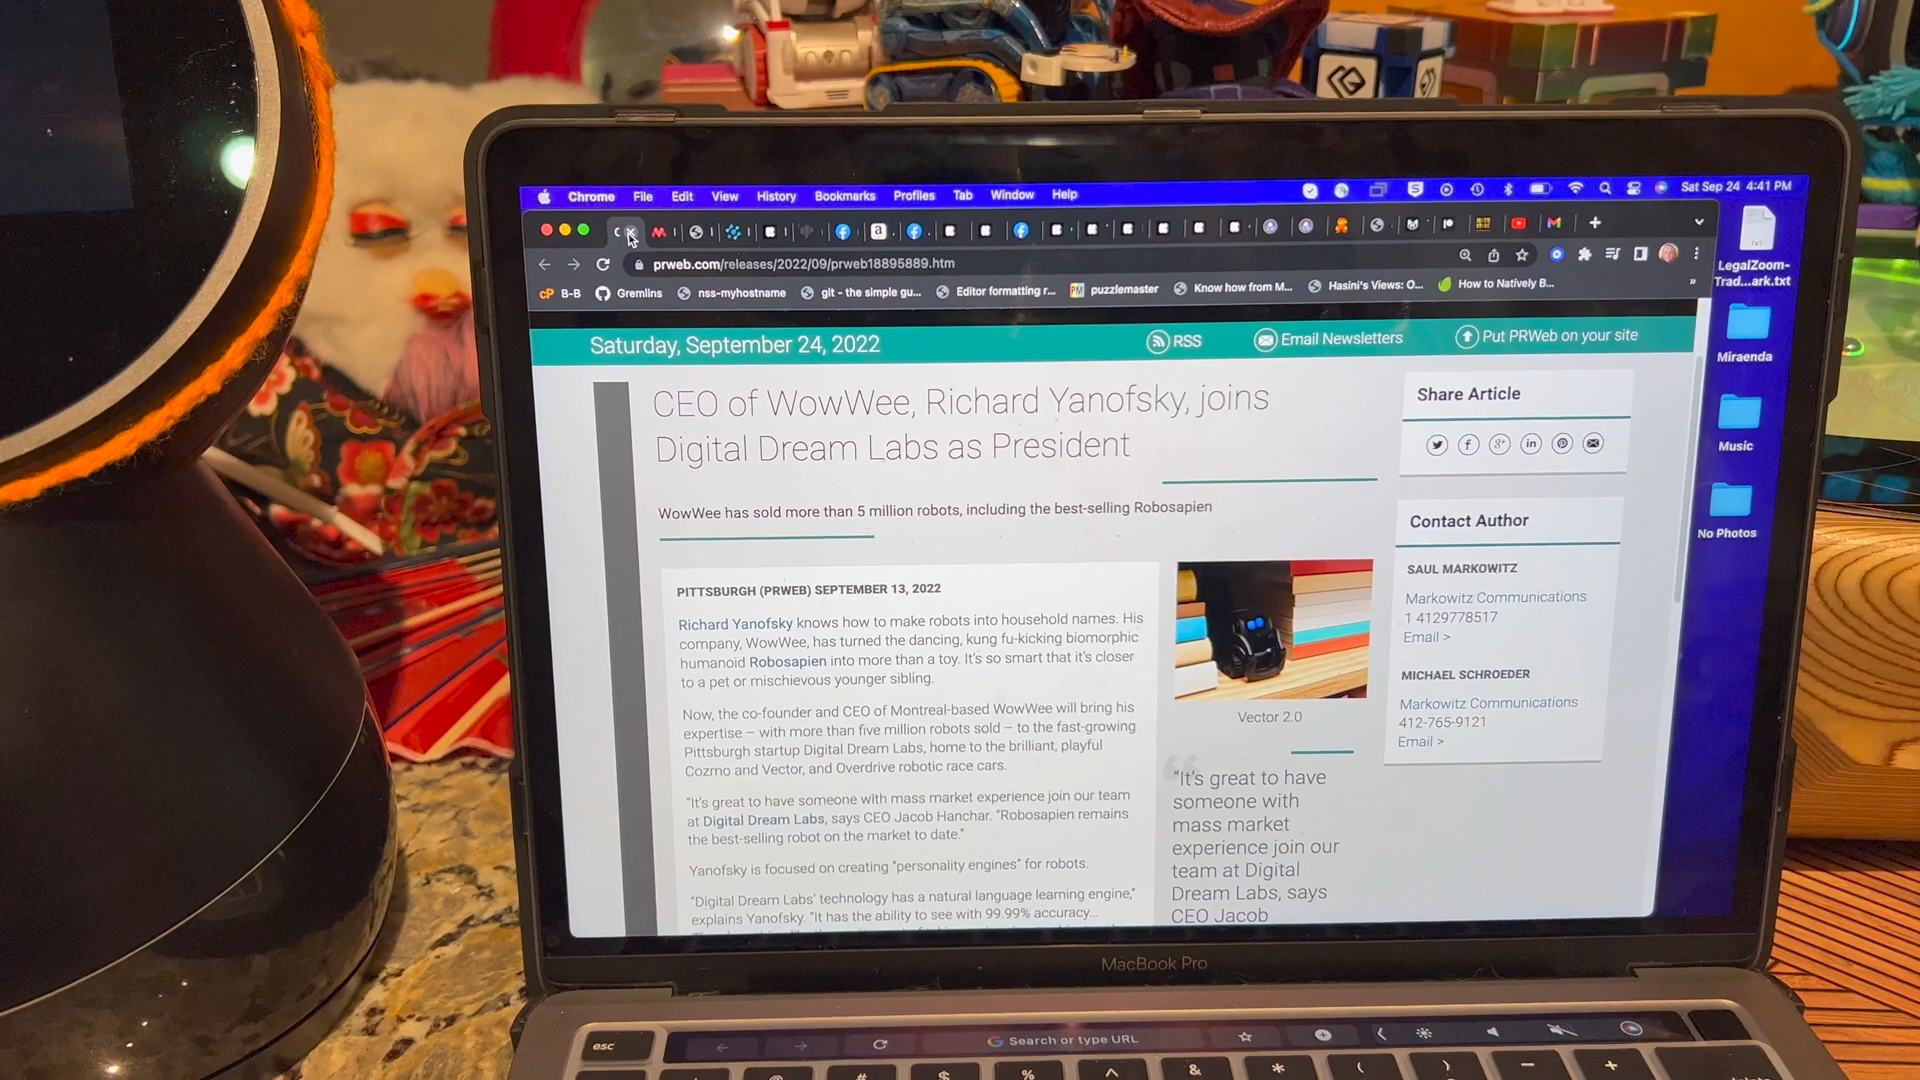 Chrome File Edit View History Bookmarks Profiles Tab Window Help
Sat Sep 24 4:41 PM
prweb.com/releases/2022/09/prweb18895889.htm
B-B Gremlins nss-myhostname git - the simple gu... Editor formatting r... puzzlemaster Know how from M... Hasini's Views: O... How to Natively B...
LegalZoom-
Trad...ark.txt
Miraenda
Music
No Photos
Saturday, September 24, 2022
RSS
Email Newsletters
Put PRWeb on your site
CEO of WowWee, Richard Yanofsky, joins
Digital Dream Labs as President
WowWee has sold more than 5 million robots, including the best-selling Robosapien
PITTSBURGH (PRWEB) SEPTEMBER 13, 2022
Richard Yanofsky knows how to make robots into household names. His
company, WowWee, has turned the dancing, kung fu-kicking biomorphic
humanoid Robosapien into more than a toy. It's so smart that it's closer
to a pet or mischievous younger sibling.
Now, the co-founder and CEO of Montreal-based WowWee will bring his
expertise – with more than five million robots sold – to the fast-growing
Pittsburgh startup Digital Dream Labs, home to the brilliant, playful
Cozmo and Vector, and Overdrive robotic race cars.
"It's great to have someone with mass market experience join our team
at Digital Dream Labs, says CEO Jacob Hanchar. "Robosapien remains
the best-selling robot on the market to date."
Yanofsky is focused on creating "personality engines" for robots.
"Digital Dream Labs' technology has a natural language learning engine,"
explains Yanofsky. "It has the ability to see with 99.99% accuracy...
Vector 2.0
"It's great to have
someone with
mass market
experience join our
team at Digital
Dream Labs, says
CEO Jacob
Share Article
Contact Author
SAUL MARKOWITZ
Markowitz Communications
1 4129778517
Email >
MICHAEL SCHROEDER
Markowitz Communications
412-765-9121
Email >
MacBook Pro
esc
Search or type URL
# $ % ^ & * ( ) – +